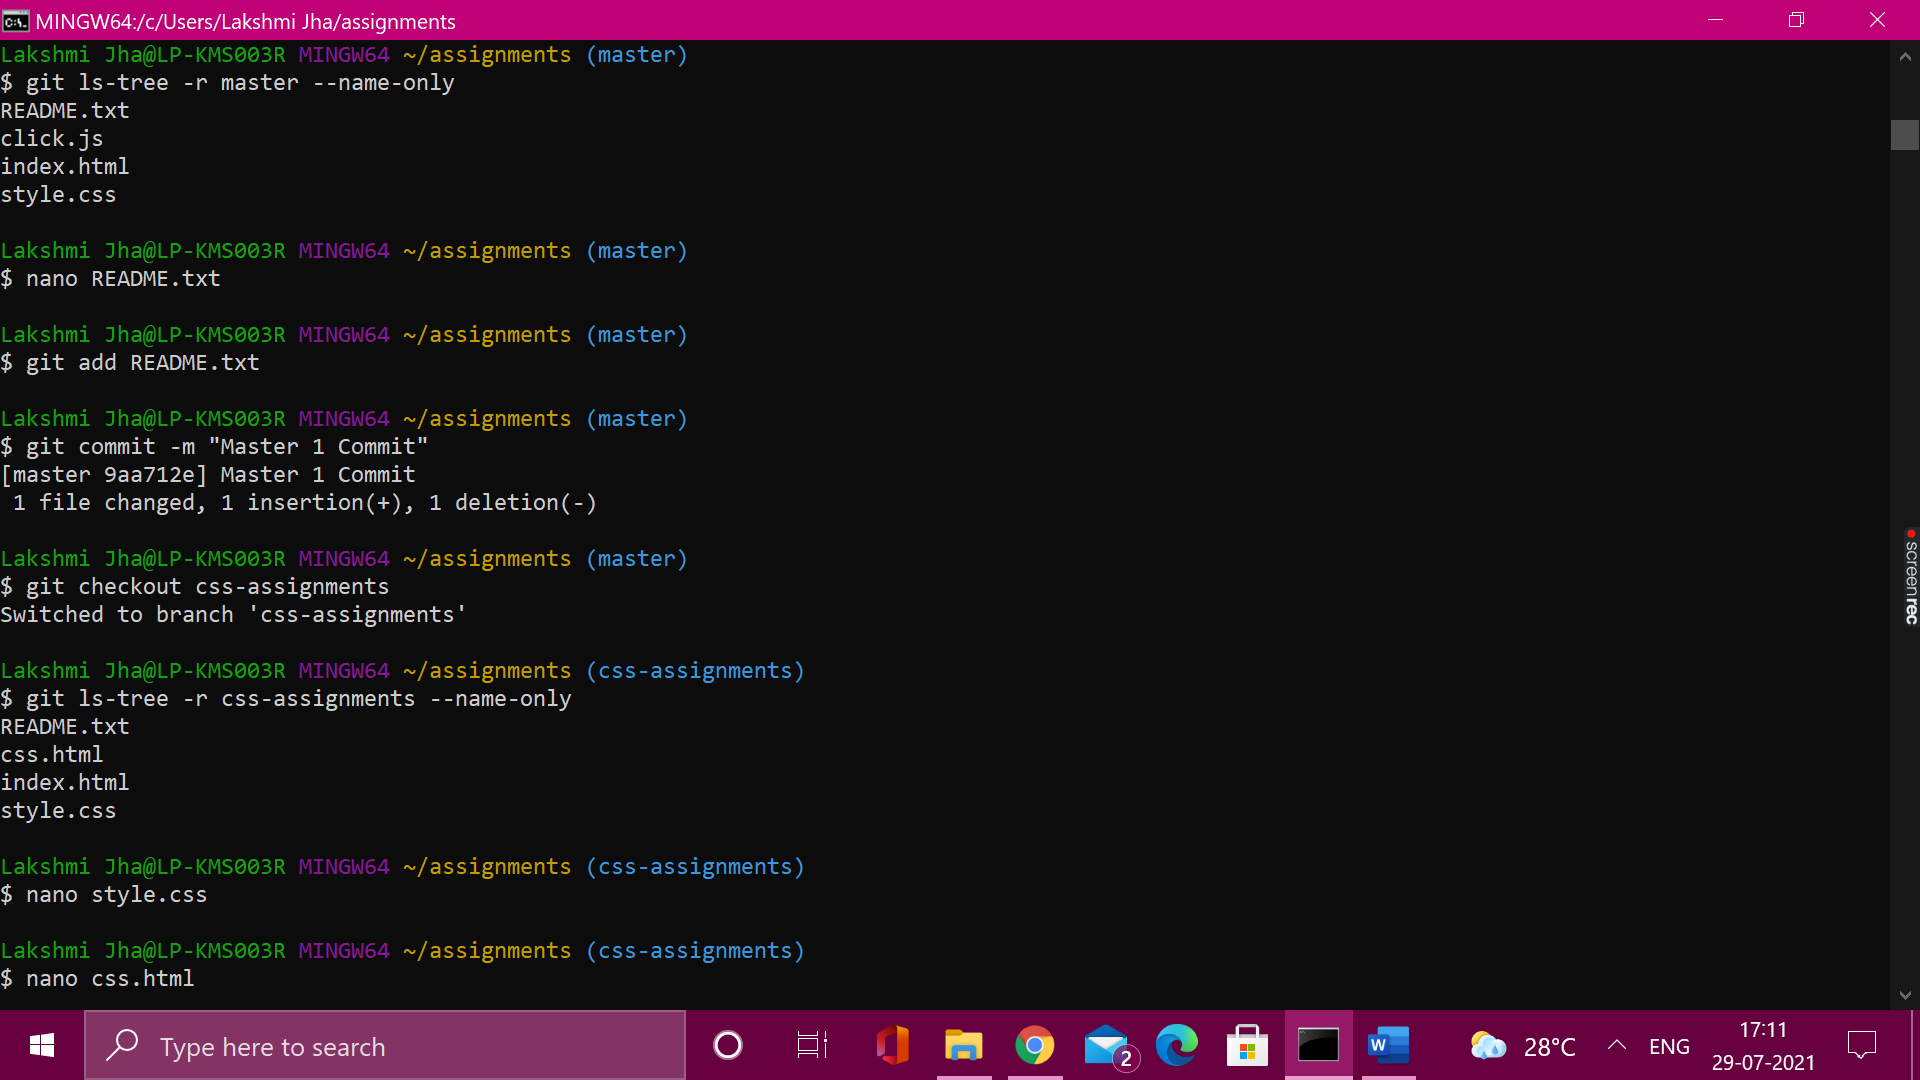 MINGW64:/c/Users/Lakshmi Jha/assignments
Lakshmi Jha@LP-KMS003R MINGW64 ~/assignments (master)
$ git ls-tree -r master --name-only
README.txt
click.js
index.html
style.css
Lakshmi Jha@LP-KMS003R MINGW64 ~/assignments (master)
$ nano README.txt
Lakshmi Jha@LP-KMS003R MINGW64 ~/assignments (master)
$ git add README.txt
Lakshmi Jha@LP-KMS003R MINGW64 ~/assignments (master)
$ git commit -m "Master 1 Commit"
[master 9aa712e] Master 1 Commit
 1 file changed, 1 insertion(+), 1 deletion(-)
Lakshmi Jha@LP-KMS003R MINGW64 ~/assignments (master)
$ git checkout css-assignments
Switched to branch 'css-assignments'
Lakshmi Jha@LP-KMS003R MINGW64 ~/assignments (css-assignments)
$ git ls-tree -r css-assignments --name-only
README.txt
css.html
index.html
style.css
Lakshmi Jha@LP-KMS003R MINGW64 ~/assignments (css-assignments)
$ nano style.css
Lakshmi Jha@LP-KMS003R MINGW64 ~/assignments (css-assignments)
$ nano css.html
screenrec
Type here to search
2
W
28°C
ENG
17:11
29-07-2021